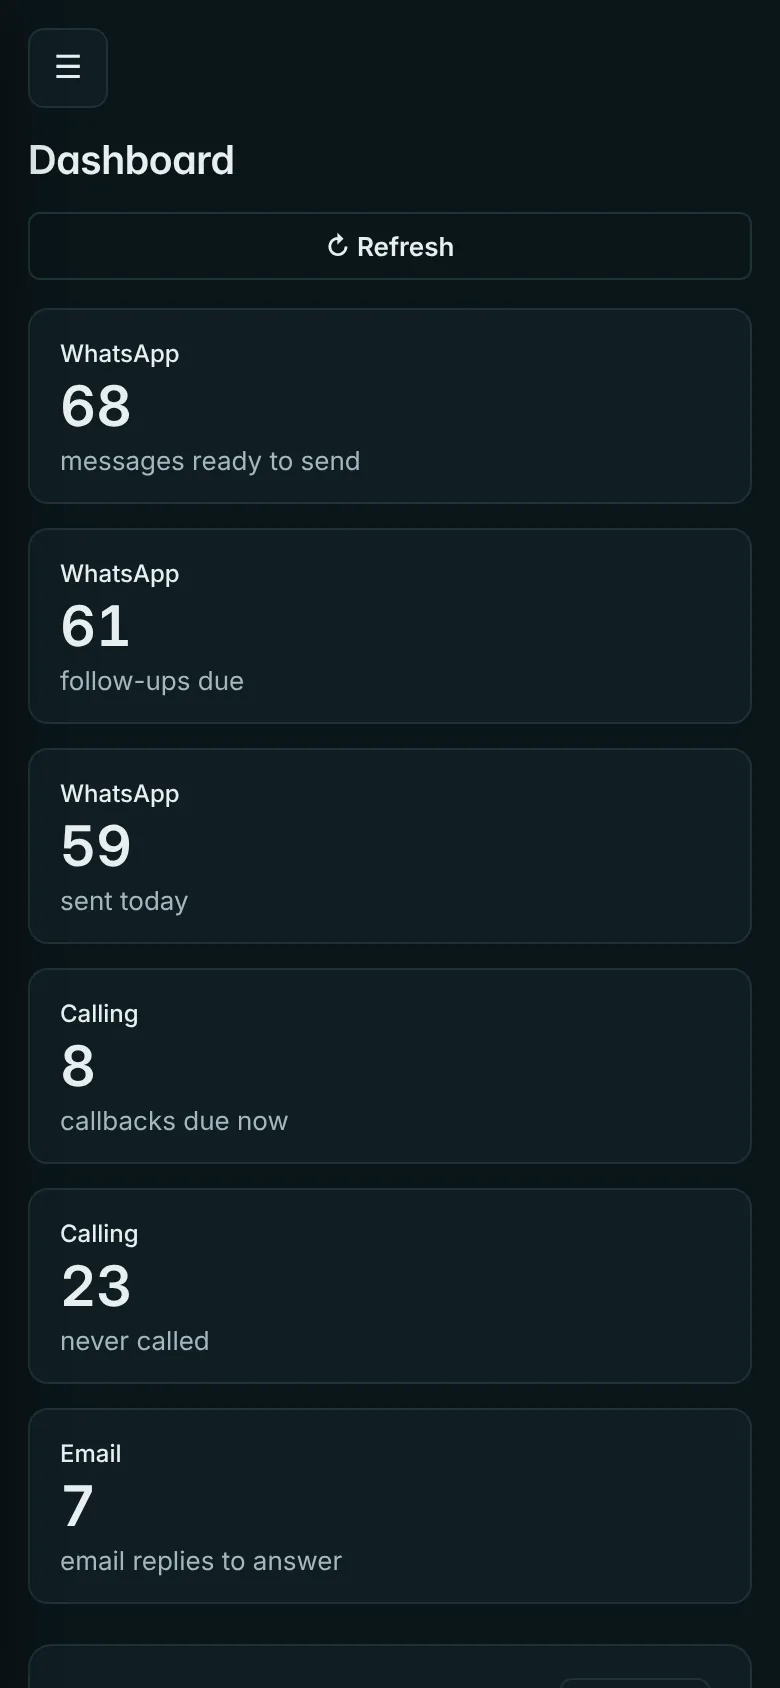 ☰
Dashboard
↻ Refresh
WhatsApp
68
messages ready to send
WhatsApp
61
follow-ups due
WhatsApp
59
sent today
Calling
8
callbacks due now
Calling
23
never called
Email
7
email replies to answer